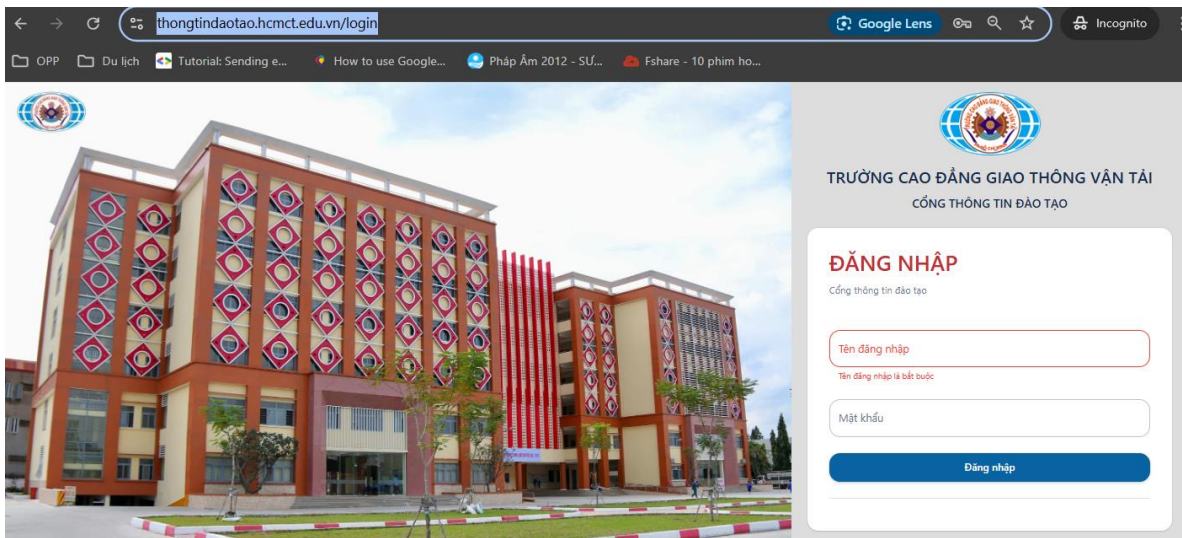 thongtindaotao.hcmct.edu.vn/login
Google Lens
Incognito
OPP
Du lịch
Tutorial: Sending e...
How to use Google...
Pháp Âm 2012 - SƯ...
Fshare - 10 phim ho...
TRƯỜNG CAO ĐẲNG GIAO THÔNG VẬN TẢI
CỔNG THÔNG TIN ĐÀO TẠO
ĐĂNG NHẬP
Cổng thông tin đào tạo
Tên đăng nhập
Tên đăng nhập là bắt buộc
Mật khẩu
Đăng nhập